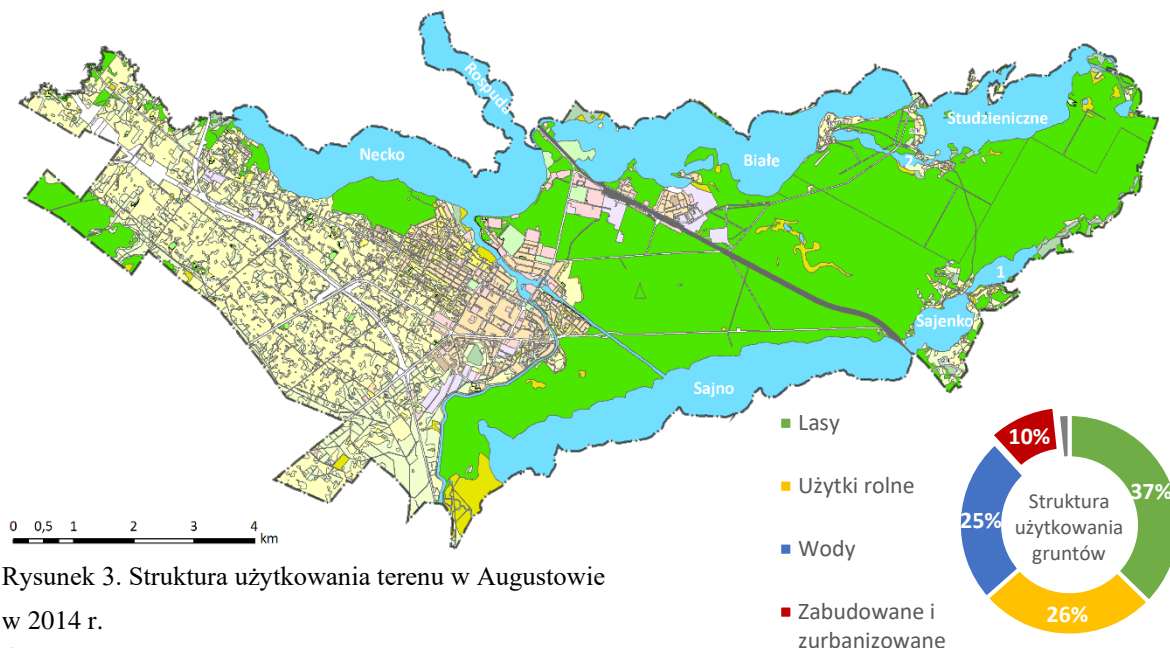 Rospuda
Necko
Białe
Studzieniczne
2
1
Sajenko
Sajno
0 0,5 1 2 3 4
km
Rysunek 3. Struktura użytkowania terenu w Augustowie
w 2014 r.
Lasy
Użytki rolne
Wody
Zabudowane i
zurbanizowane
10%
37%
25%
26%
Struktura
użytkowania
gruntów